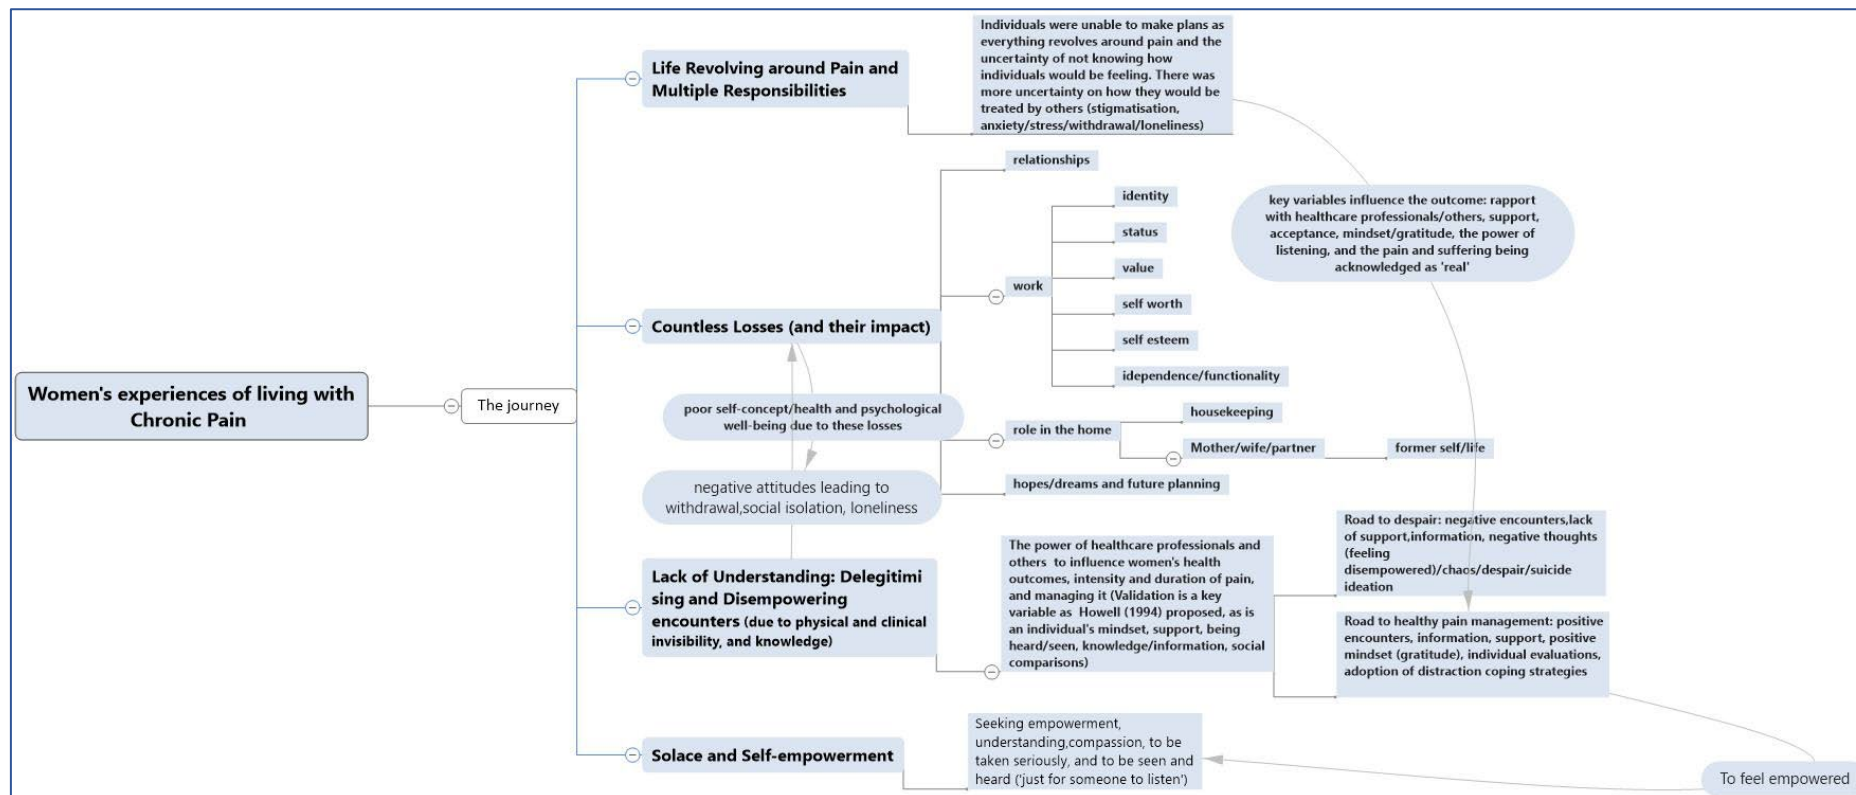 Women's experiences of living with
Chronic Pain
The journey
Life Revolving around Pain and
Multiple Responsibilities
Individuals were unable to make plans as
everything revolves around pain and the
uncertainty of not knowing how
individuals would be feeling. There was
more uncertainty on how they would be
treated by others (stigmatisation,
anxiety/stress/withdrawal/loneliness)
key variables influence the outcome: rapport
with healthcare professionals/others, support,
acceptance, mindset/gratitude, the power of
listening, and the pain and suffering being
acknowledged as 'real'
Countless Losses (and their impact)
relationships
work
identity
status
value
self worth
self esteem
idependence/functionality
role in the home
housekeeping
Mother/wife/partner
former self/life
hopes/dreams and future planning
poor self-concept/health and psychological
well-being due to these losses
negative attitudes leading to
withdrawal,social isolation, loneliness
Lack of Understanding: Delegitimi
sing and Disempowering
encounters (due to physical and clinical
invisibility, and knowledge)
The power of healthcare professionals and
others to influence women's health
outcomes, intensity and duration of pain,
and managing it (Validation is a key
variable as Howell (1994) proposed, as is
an individual's mindset, support, being
heard/seen, knowledge/information, social
comparisons)
Road to despair: negative encounters,lack
of support,information, negative thoughts
(feeling
disempowered)/chaos/despair/suicide
ideation
Road to healthy pain management: positive
encounters, information, support, positive
mindset (gratitude), individual evaluations,
adoption of distraction coping strategies
Solace and Self-empowerment
Seeking empowerment,
understanding,compassion, to be
taken seriously, and to be seen and
heard ('just for someone to listen')
To feel empowered